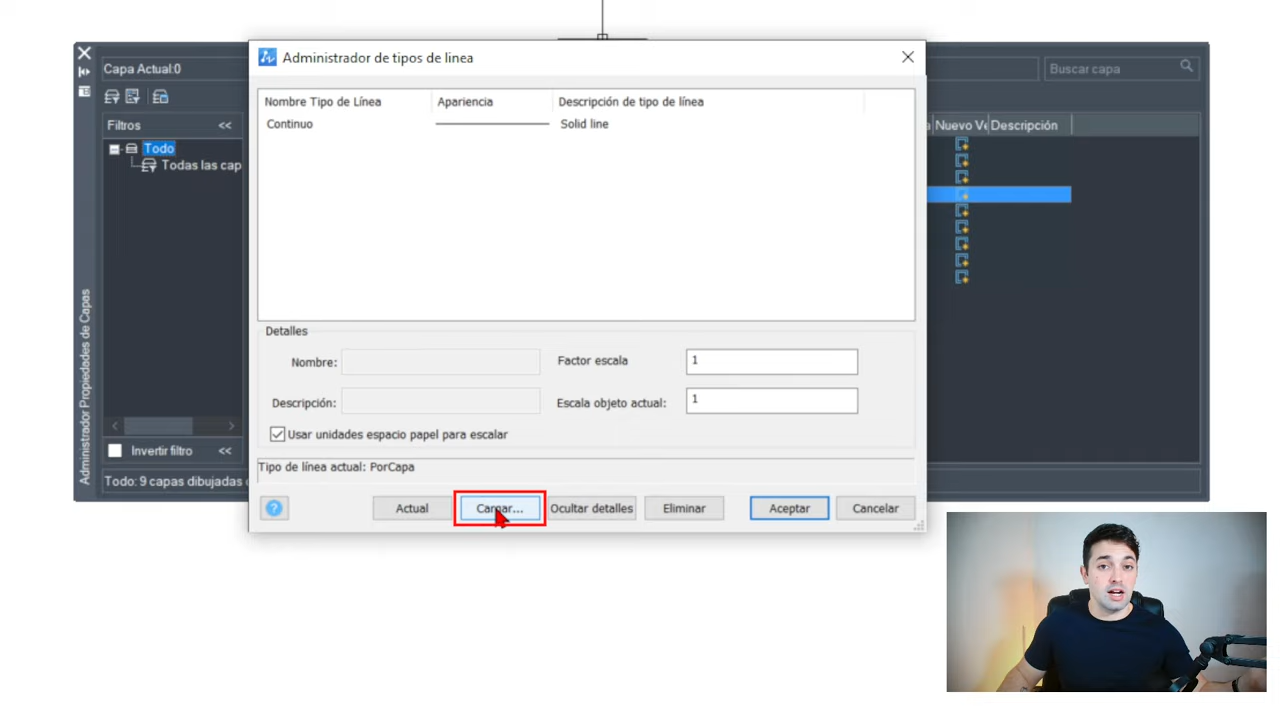 Administrador de tipos de linea
Capa Actual:0
Buscar capa
Nombre Tipo de Línea
Apariencia
Descripción de tipo de línea
Continuo
Solid line
Filtros
<<
Nuevo Ve
Descripción
Todo
Todas las cap
Detalles
Nombre:
Factor escala
1
Descripción:
Escala objeto actual:
1
Usar unidades espacio papel para escalar
Invertir filtro
<<
Tipo de línea actual: PorCapa
Todo: 9 capas dibujadas
Administrador Propiedades de Capas
?
Actual
Cargar...
Ocultar detalles
Eliminar
Aceptar
Cancelar